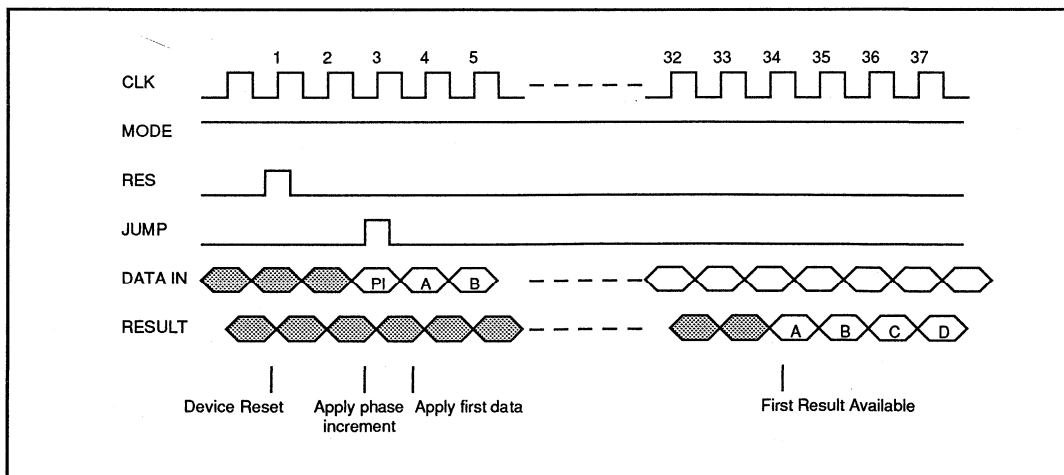 1 2 3 4 5 32 33 34 35 36 37
CLK
MODE
RES
JUMP
DATA IN PI A B
RESULT A B C D
Device Reset Apply phase increment Apply first data First Result Available